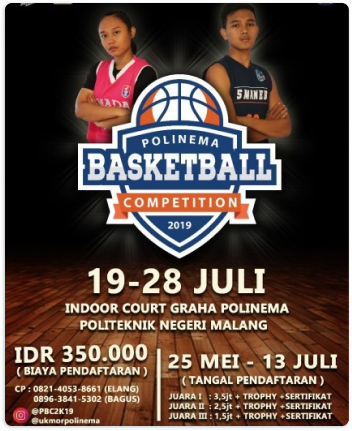 POLINEMA
BASKETBALL
COMPETITION
2019
19-28 JULI
INDOOR COURT GRAHA POLINEMA
POLITEKNIK NEGERI MALANG
IDR 350.000
( BIAYA PENDAFTARAN )
CP : 0821-4053-8661 (ELANG)
0896-3841-5302 (BAGUS)
@PBC2K19
@ukmorpolinema
25 MEI - 13 JULI
( TANGAL PENDAFTARAN )
JUARA I : 3,5jt + TROPHY +SERTIFIKAT
JUARA II : 2,5jt + TROPHY +SERTIFIKAT
JUARA III : 1,5jt + TROPHY +SERTIFIKAT